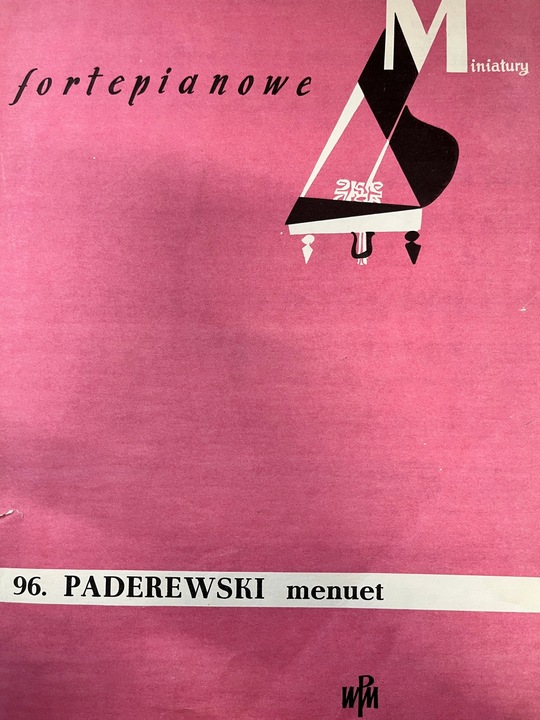 Miniatury
fortepianowe
96. PADEREWSKI menuet
PWM